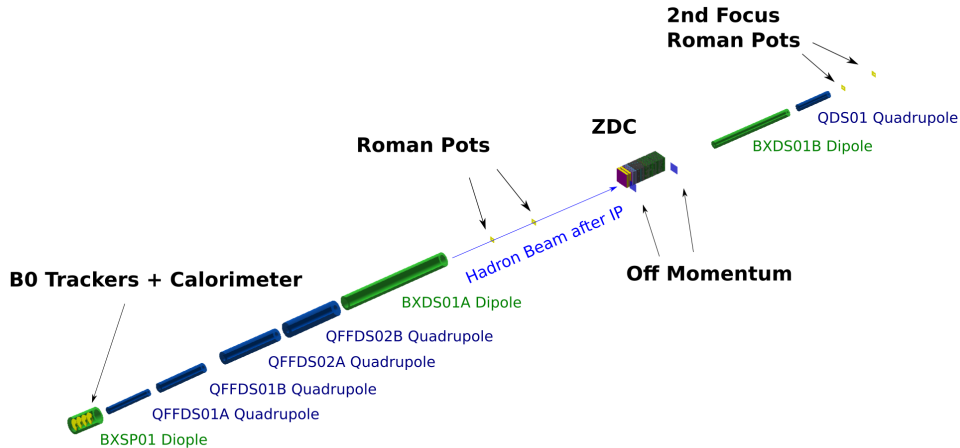 2nd Focus
Roman Pots
QDS01 Quadrupole
ZDC
BXDS01B Dipole
Roman Pots
Hadron Beam after IP
Off Momentum
B0 Trackers + Calorimeter
BXDS01A Dipole
QFFDS02B Quadrupole
QFFDS02A Quadrupole
QFFDS01B Quadrupole
QFFDS01A Quadrupole
BXSP01 Diople